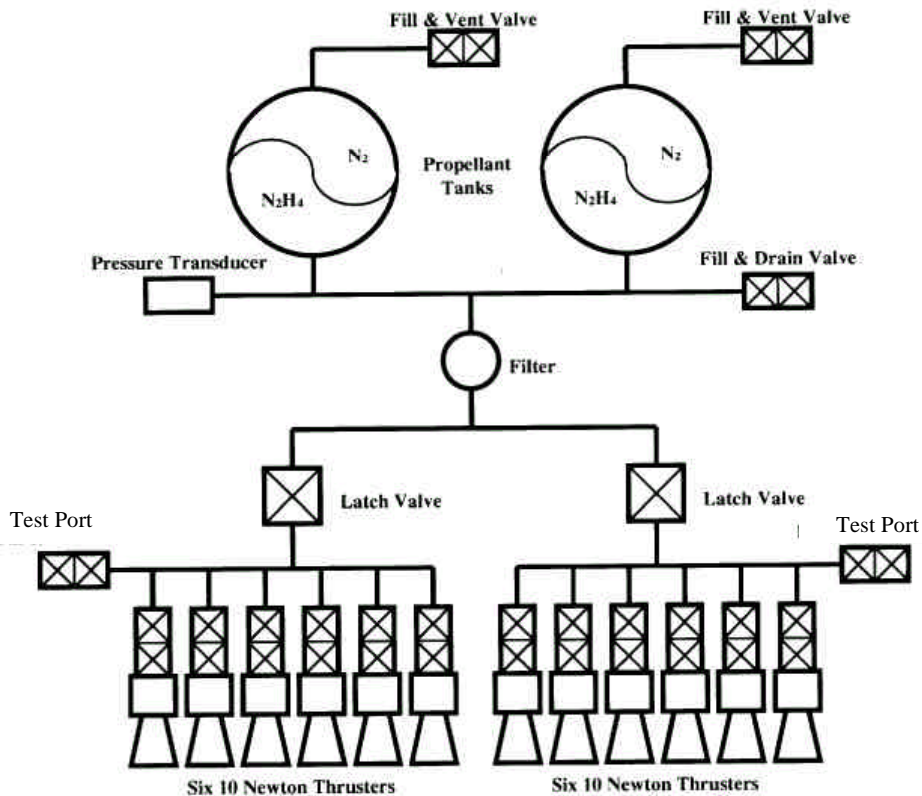 Fill & Vent Valve
Fill & Vent Valve
N₂
N₂H₄
Propellant
Tanks
N₂
N₂H₄
Pressure Transducer
Fill & Drain Valve
Filter
Latch Valve
Latch Valve
Test Port
Test Port
Six 10 Newton Thrusters
Six 10 Newton Thrusters